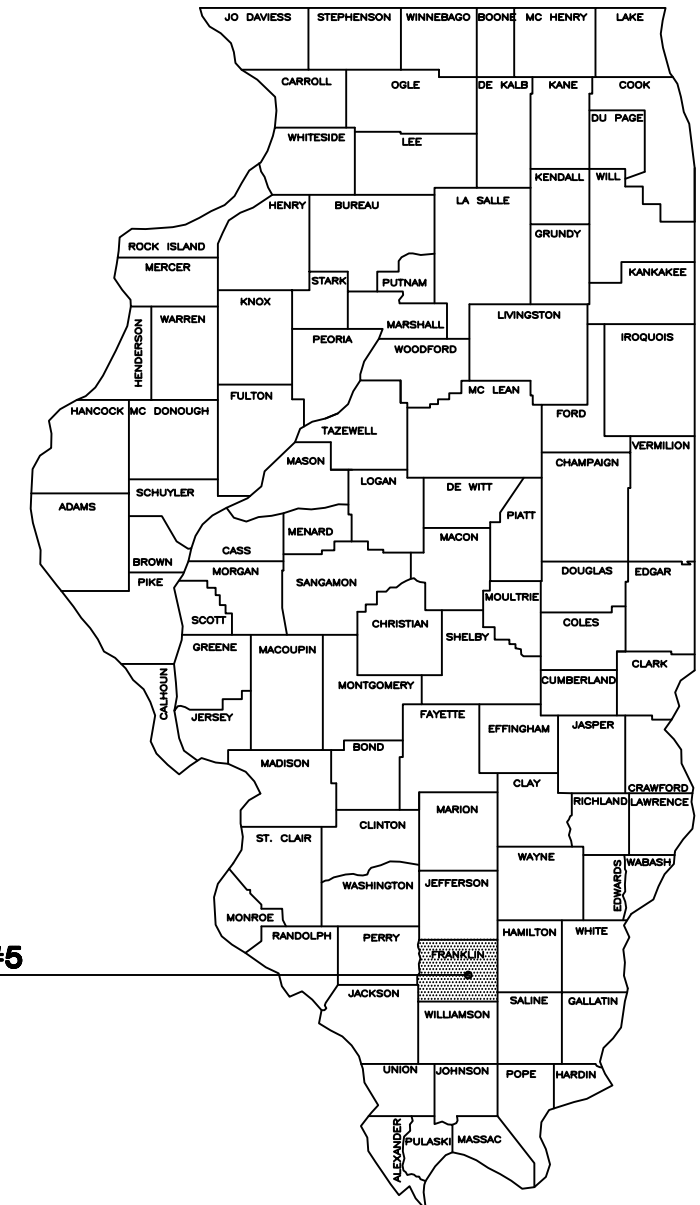 JO DAVIESS
STEPHENSON
WINNEBAGO
BOONE
MC HENRY
LAKE
CARROLL
OGLE
DE KALB
KANE
COOK
DU PAGE
WHITESIDE
LEE
KENDALL
WILL
HENRY
BUREAU
LA SALLE
GRUNDY
ROCK ISLAND
MERCER
STARK
PUTNAM
KANKAKEE
HENDERSON
WARREN
KNOX
PEORIA
MARSHALL
WOODFORD
LIVINGSTON
IROQUOIS
HANCOCK
MC DONOUGH
FULTON
TAZEWELL
MC LEAN
FORD
VERMILION
MASON
LOGAN
DE WITT
CHAMPAIGN
ADAMS
SCHUYLER
PIATT
BROWN
CASS
MENARD
MACON
PIKE
MORGAN
SANGAMON
DOUGLAS
EDGAR
SCOTT
CHRISTIAN
MOULTRIE
COLES
SHELBY
GREENE
MACOUPIN
CLARK
CALHOUN
JERSEY
MONTGOMERY
CUMBERLAND
FAYETTE
EFFINGHAM
JASPER
MADISON
BOND
CLAY
CRAWFORD
RICHLAND
LAWRENCE
MARION
CLINTON
ST. CLAIR
WAYNE
EDWARDS
WABASH
WASHINGTON
JEFFERSON
MONROE
RANDOLPH
PERRY
HAMILTON
WHITE
FRANKLIN
#5
JACKSON
WILLIAMSON
SALINE
GALLATIN
UNION
JOHNSON
POPE
HARDIN
ALEXANDER
PULASKI
MASSAC